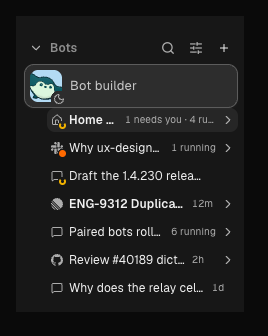 Bots
Bot builder
Home ... 1 needs you · 4 ru...
Why ux-design... 1 running
Draft the 1.4.230 relea...
ENG-9312 Duplica... 12m
Paired bots roll... 6 running
Review #40189 dict... 2h
Why does the relay cel... 1d